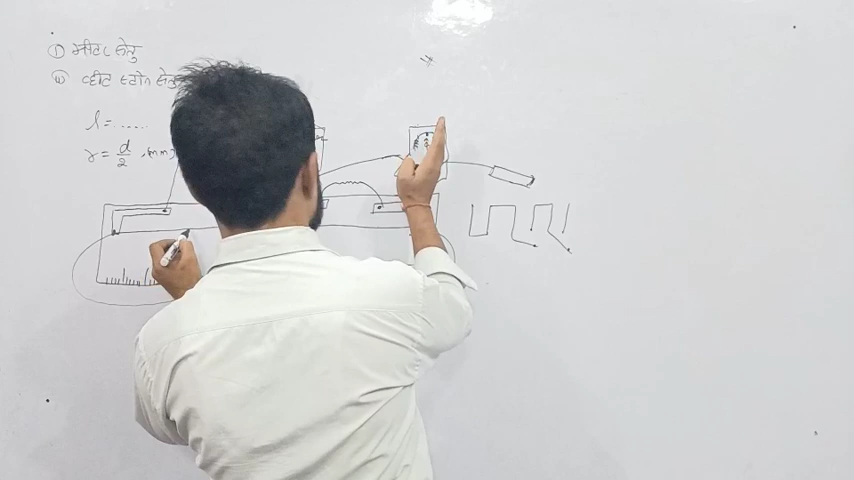 ① मीटर सेतु
② व्हीट स्टोन सेतु
l = .....
r = d/2